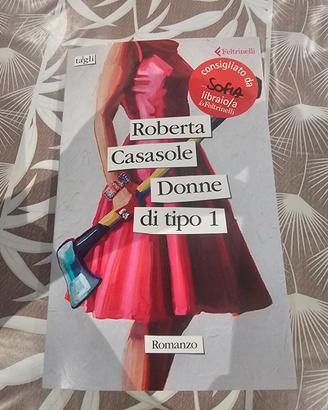 tagli
Feltrinelli
consigliato da
SofiA
libraio/a
laFeltrinelli
Roberta
Casasole
Donne
di tipo 1
Romanzo